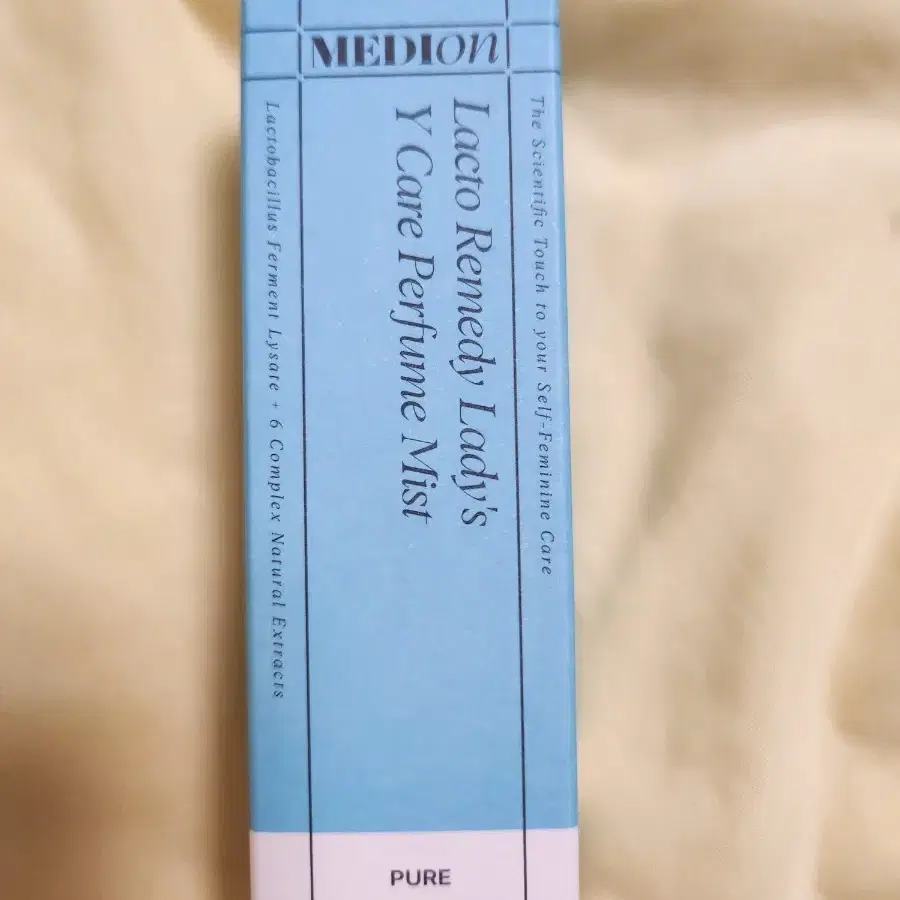 MEDION
The Scientific Touch to your Self-Feminine Care
Lacto Remedy Lady's
Y Care Perfume Mist
Lactobacillus Ferment Lysate + 6 Complex Natural Extracts
PURE